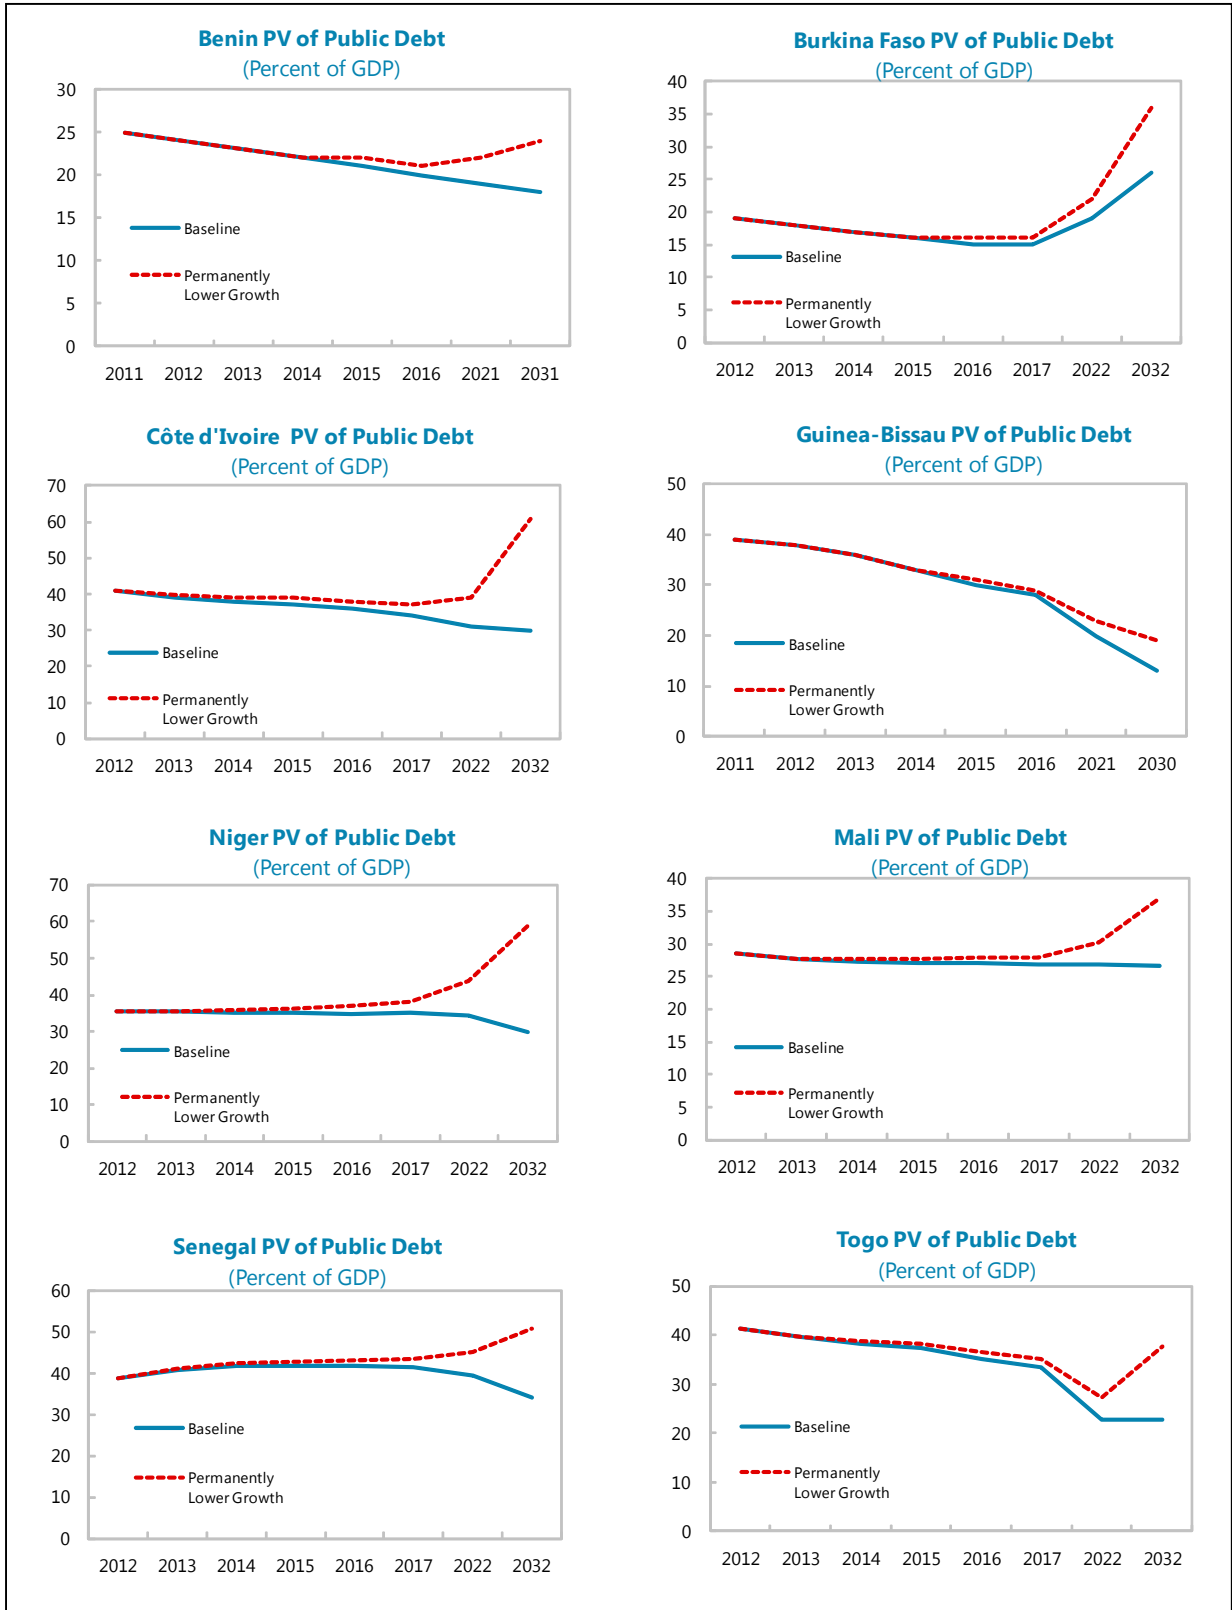 Benin PV of Public Debt
(Percent of GDP)
30
25
20
15
10
5
0
Baseline
Permanently
Lower Growth
2011 2012 2013 2014 2015 2016 2021 2031
Burkina Faso PV of Public Debt
(Percent of GDP)
40
35
30
25
20
15
10
5
0
Baseline
Permanently
Lower Growth
2012 2013 2014 2015 2016 2017 2022 2032
Côte d'Ivoire PV of Public Debt
(Percent of GDP)
70
60
50
40
30
20
10
0
Baseline
Permanently
Lower Growth
2012 2013 2014 2015 2016 2017 2022 2032
Guinea-Bissau PV of Public Debt
(Percent of GDP)
50
40
30
20
10
0
Baseline
Permanently
Lower Growth
2011 2012 2013 2014 2015 2016 2021 2030
Niger PV of Public Debt
(Percent of GDP)
70
60
50
40
30
20
10
0
Baseline
Permanently
Lower Growth
2012 2013 2014 2015 2016 2017 2022 2032
Mali PV of Public Debt
(Percent of GDP)
40
35
30
25
20
15
10
5
0
Baseline
Permanently
Lower Growth
2012 2013 2014 2015 2016 2017 2022 2032
Senegal PV of Public Debt
(Percent of GDP)
60
50
40
30
20
10
0
Baseline
Permanently
Lower Growth
2012 2013 2014 2015 2016 2017 2022 2032
Togo PV of Public Debt
(Percent of GDP)
50
40
30
20
10
0
Baseline
Permanently
Lower Growth
2012 2013 2014 2015 2016 2017 2022 2032